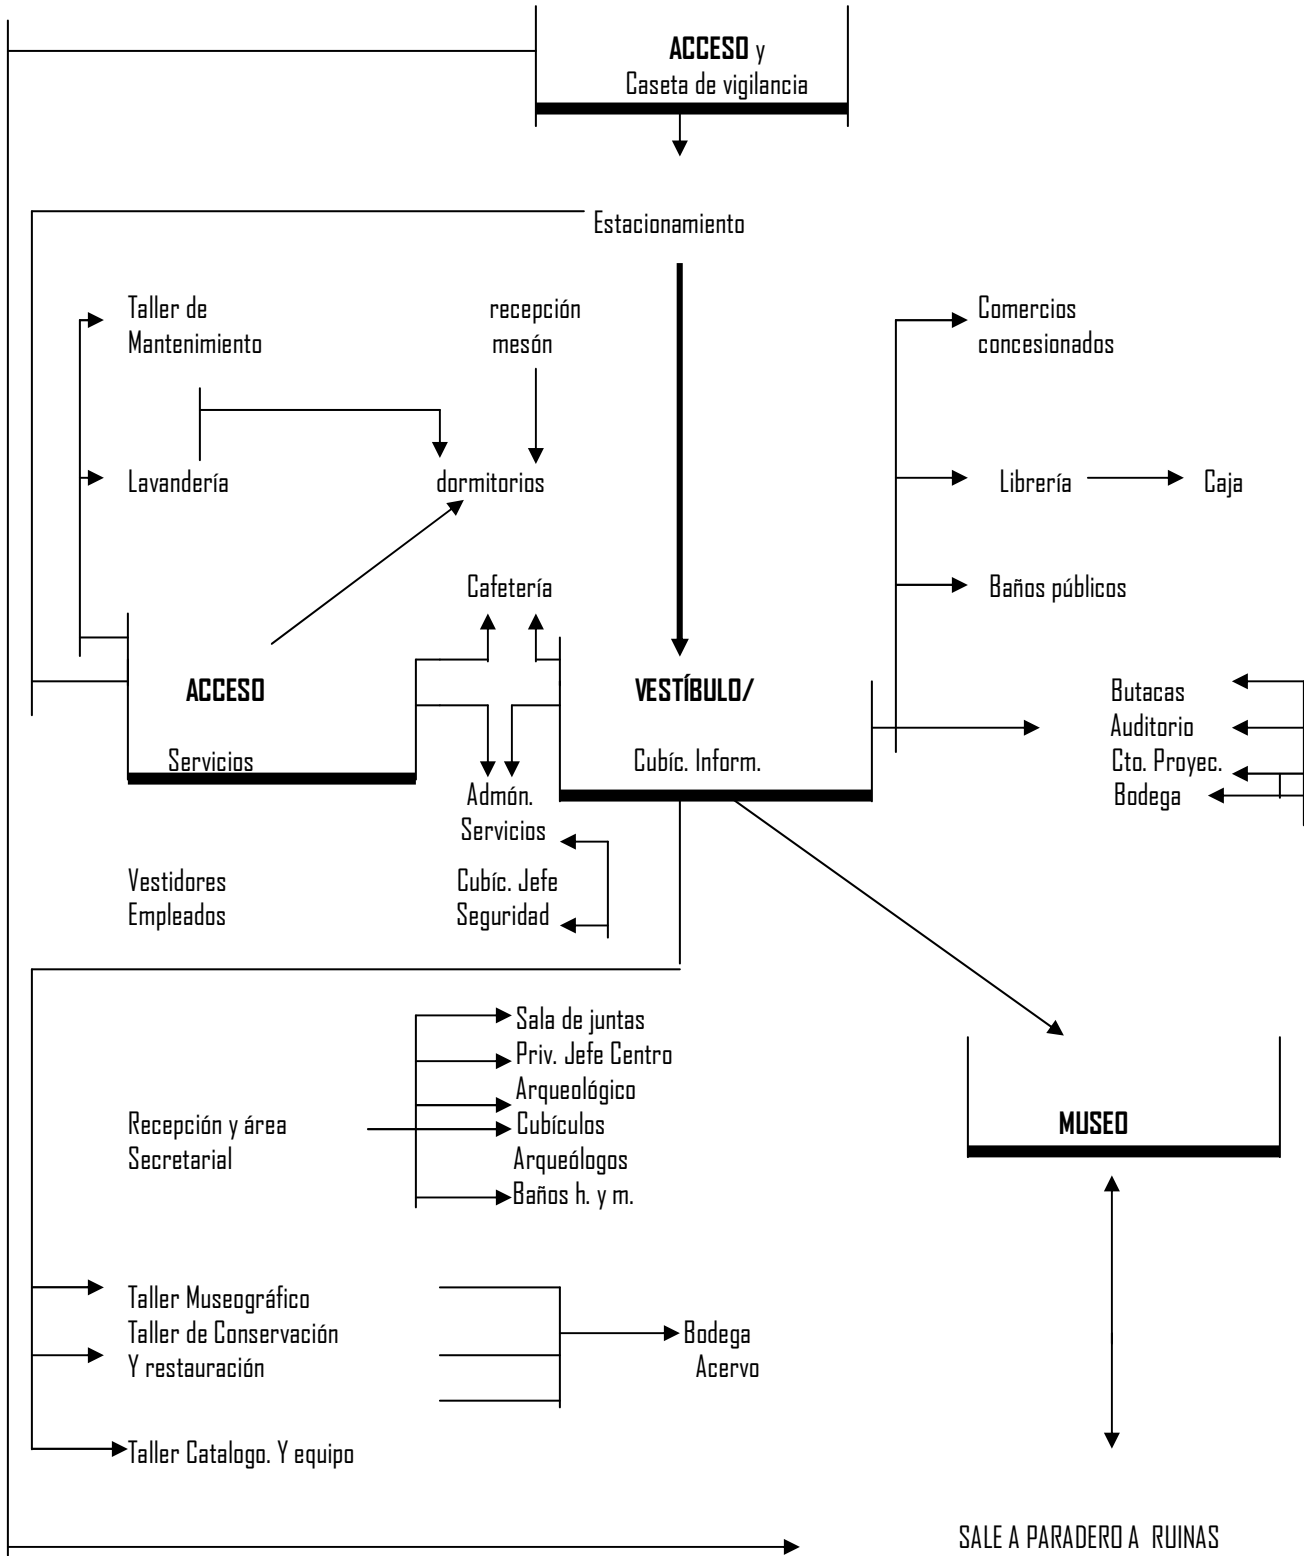 ACCESO y
Caseta de vigilancia
Estacionamiento
Taller de
Mantenimiento
recepción
mesón
Comercios
concesionados
Lavandería
dormitorios
Librería
Caja
Cafetería
Baños públicos
ACCESO
Servicios
VESTÍBULO/
Cubíc. Inform.
Butacas
Auditorio
Cto. Proyec.
Bodega
Admón.
Servicios
Vestidores
Empleados
Cubíc. Jefe
Seguridad
Sala de juntas
Priv. Jefe Centro
Arqueológico
Cubículos
Arqueólogos
Baños h. y m.
Recepción y área
Secretarial
MUSEO
Taller Museográfico
Taller de Conservación
Y restauración
Bodega
Acervo
Taller Catalogo. Y equipo
SALE A PARADERO A RUINAS